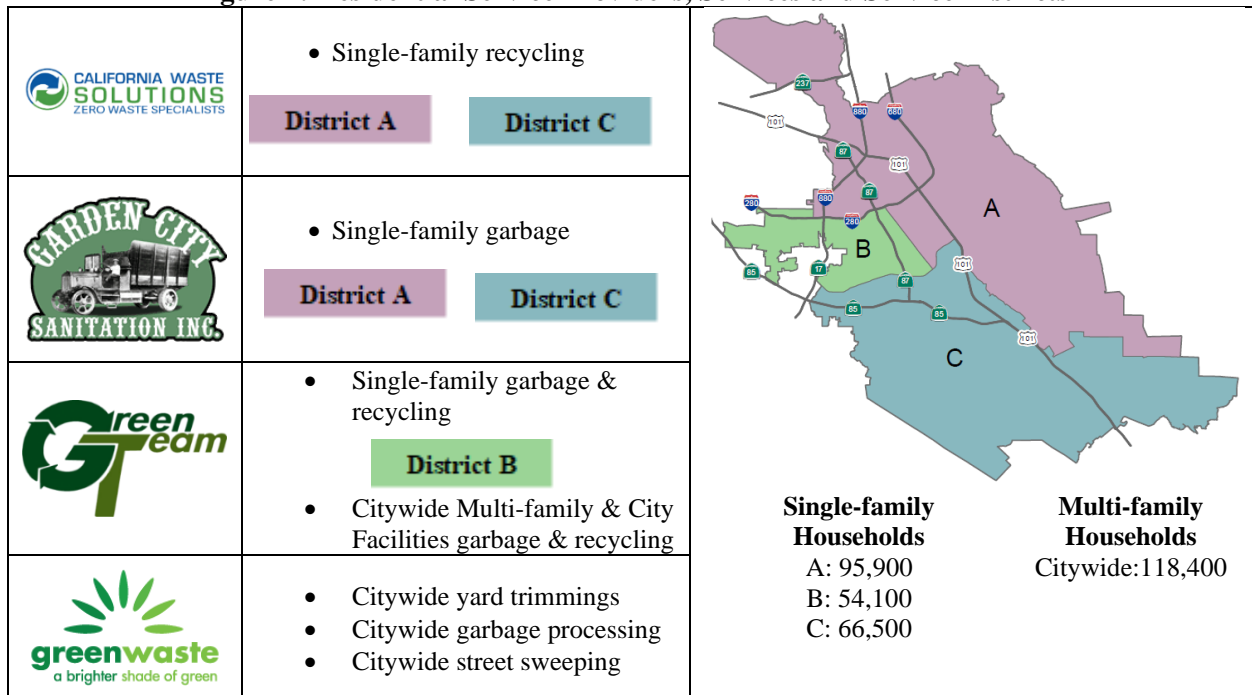 CALIFORNIA WASTE
SOLUTIONS
ZERO WASTE SPECIALISTS
• Single-family recycling
District A
District C
GARDEN CITY
SANITATION INC.
• Single-family garbage
District A
District C
Green
Team
• Single-family garbage &
recycling
District B
• Citywide Multi-family & City
Facilities garbage & recycling
greenwaste
a brighter shade of green
• Citywide yard trimmings
• Citywide garbage processing
• Citywide street sweeping
237
101
880
680
87
101
87
A
280
880
280
B
85
17
87
101
85
85
101
C
Single-family
Households
A: 95,900
B: 54,100
C: 66,500
Multi-family
Households
Citywide:118,400